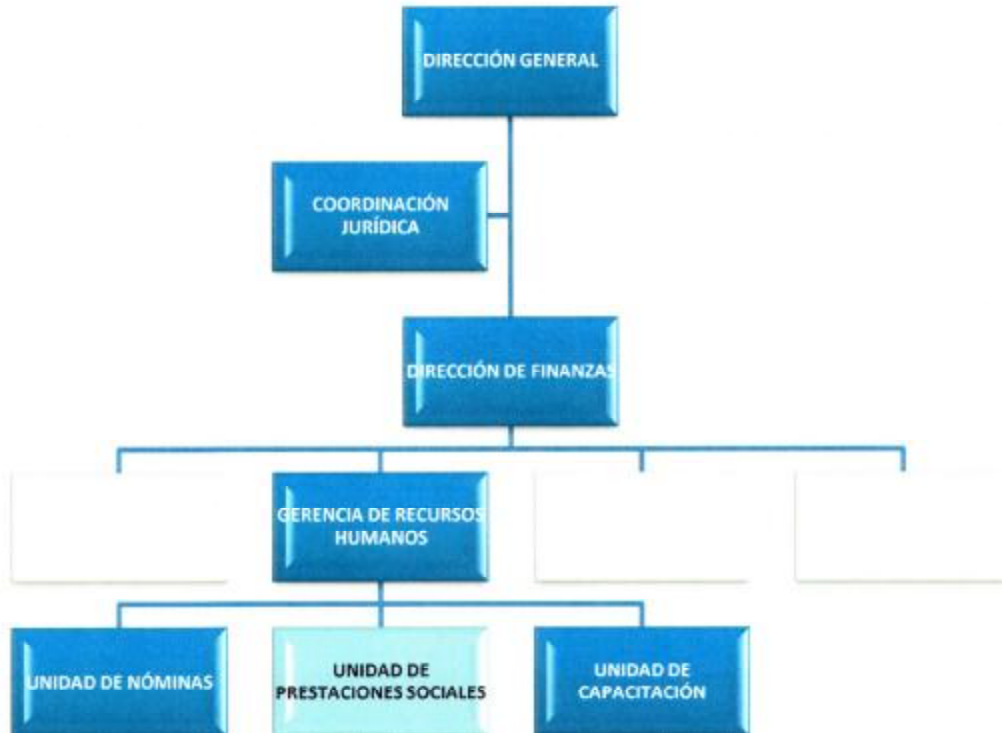 DIRECCIÓN GENERAL
COORDINACIÓN
JURÍDICA
DIRECCIÓN DE FINANZAS
GERENCIA DE RECURSOS
HUMANOS
UNIDAD DE NÓMINAS
UNIDAD DE
PRESTACIONES SOCIALES
UNIDAD DE
CAPACITACIÓN